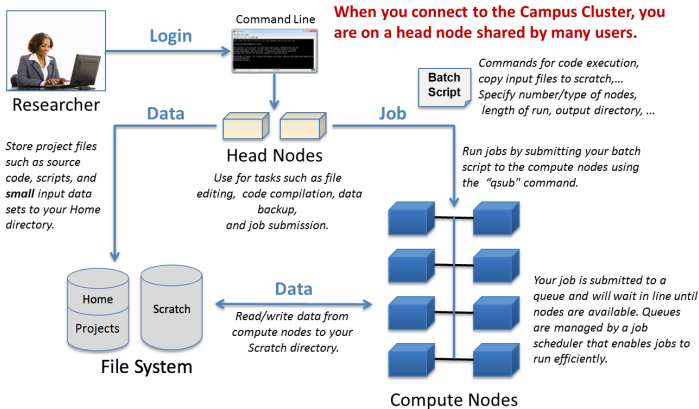 When you connect to the Campus Cluster, you
are on a head node shared by many users.
Command Line
Login
Researcher
Batch
Script
Commands for code execution,
copy input files to scratch,...
Specify number/type of nodes,
length of run, output directory, ...
Data
Job
Head Nodes
Use for tasks such as file
editing, code compilation, data
backup,
and job submission.
Store project files
such as source
code, scripts, and
small input data
sets to your Home
directory.
Run jobs by submitting your batch
script to the compute nodes using
the "qsub" command.
Home
Projects
Scratch
File System
Data
Read/write data from
compute nodes to your
Scratch directory.
Your job is submitted to a
queue and will wait in line until
nodes are available. Queues
are managed by a job
scheduler that enables jobs to
run efficiently.
Compute Nodes